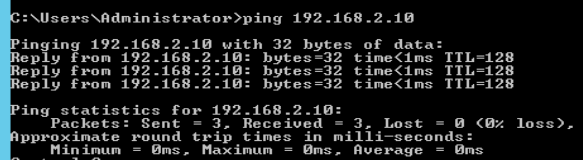 C:\Users\Administrator>ping 192.168.2.10
Pinging 192.168.2.10 with 32 bytes of data:
Reply from 192.168.2.10: bytes=32 time<1ms TTL=128
Reply from 192.168.2.10: bytes=32 time<1ms TTL=128
Reply from 192.168.2.10: bytes=32 time<1ms TTL=128
Ping statistics for 192.168.2.10:
Packets: Sent = 3, Received = 3, Lost = 0 (0% loss),
Approximate round trip times in milli-seconds:
Minimum = 0ms, Maximum = 0ms, Average = 0ms